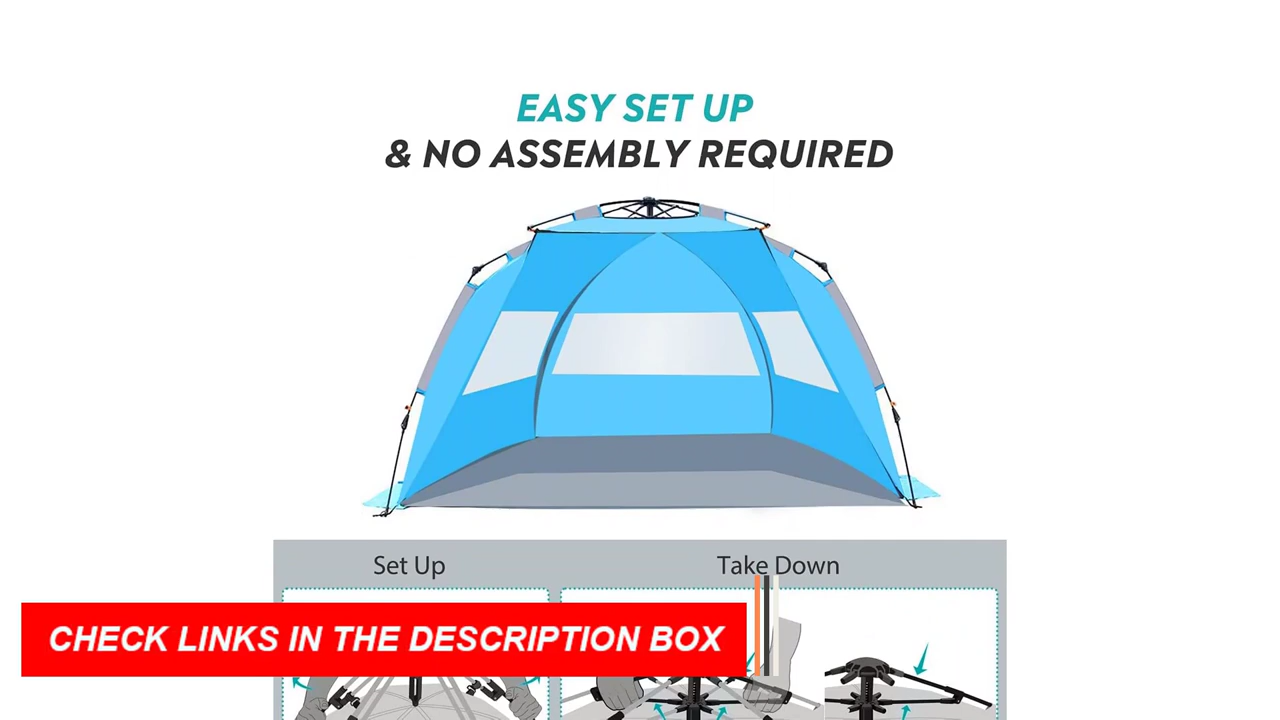 EASY SET UP
& NO ASSEMBLY REQUIRED
Set Up
Take Down
CHECK LINKS IN THE DESCRIPTION BOX